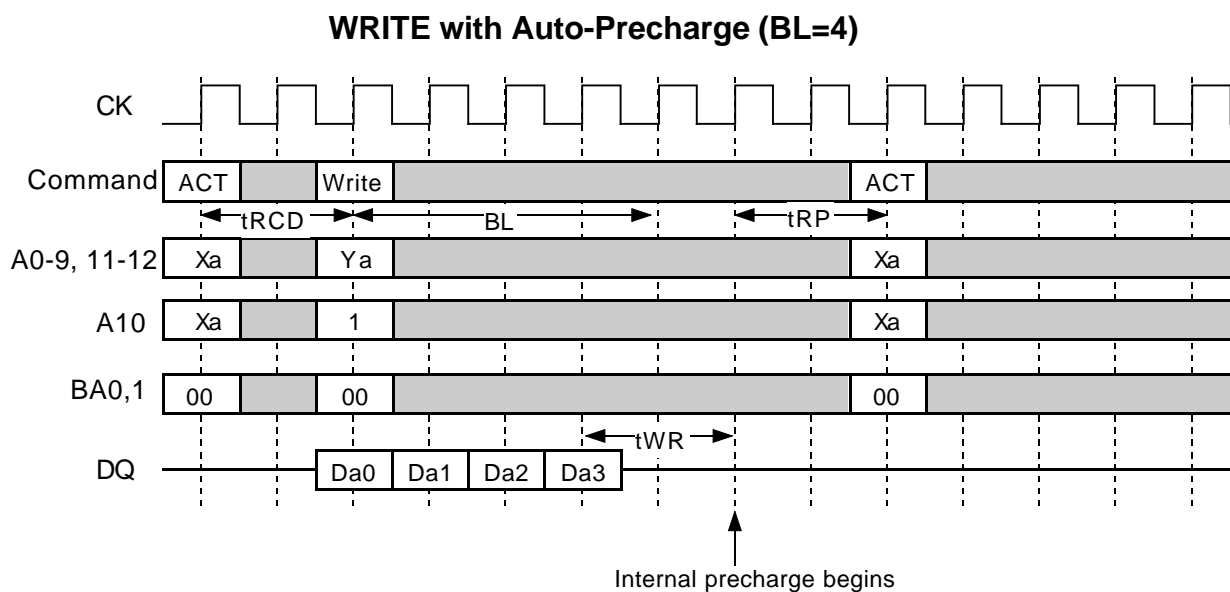 WRITE with Auto-Precharge (BL=4)
CK
Command ACT Write ACT
tRCD BL tRP
A0-9, 11-12 Xa Ya Xa
A10 Xa 1 Xa
BA0,1 00 00 00
tWR
DQ Da0 Da1 Da2 Da3
Internal precharge begins